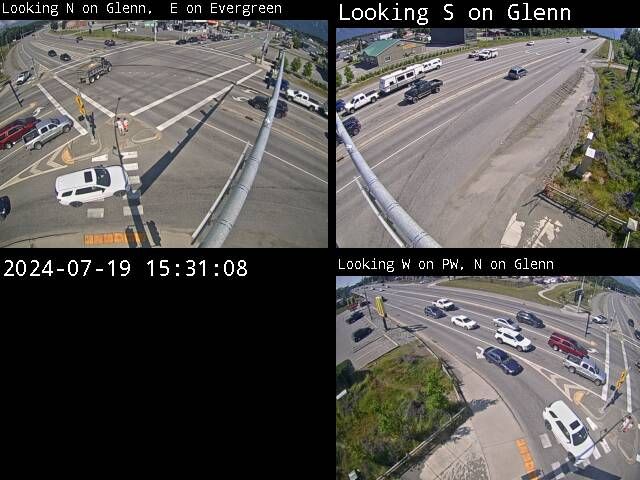 Looking N on Glenn, E on Evergreen
Looking S on Glenn
2024-07-19 15:31:08
Looking W on PW, N on Glenn